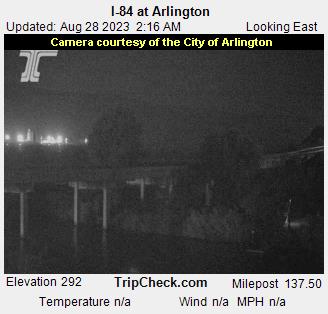 I-84 at Arlington
Updated: Aug 28 2023 2:16 AM Looking East
Camera courtesy of the City of Arlington
Elevation 292 TripCheck.com Milepost 137.50
Temperature n/a Wind n/a MPH n/a